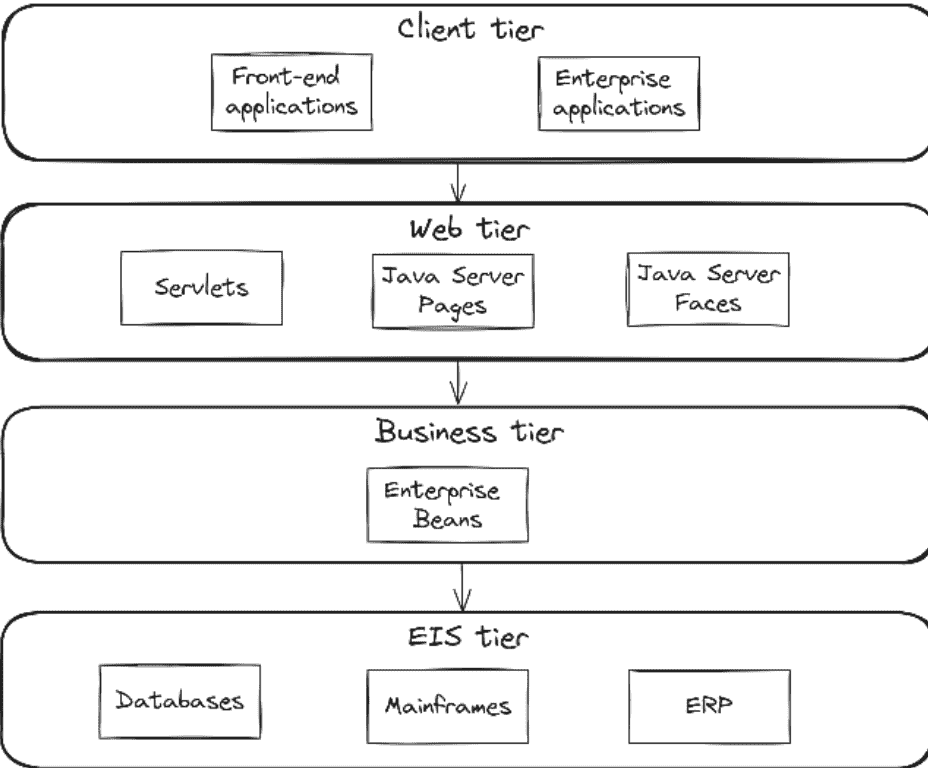 Client tier
Front-end
applications
Enterprise
applications
Web tier
Servlets
Java Server
Pages
Java Server
Faces
Business tier
Enterprise
Beans
EIS tier
Databases
Mainframes
ERP